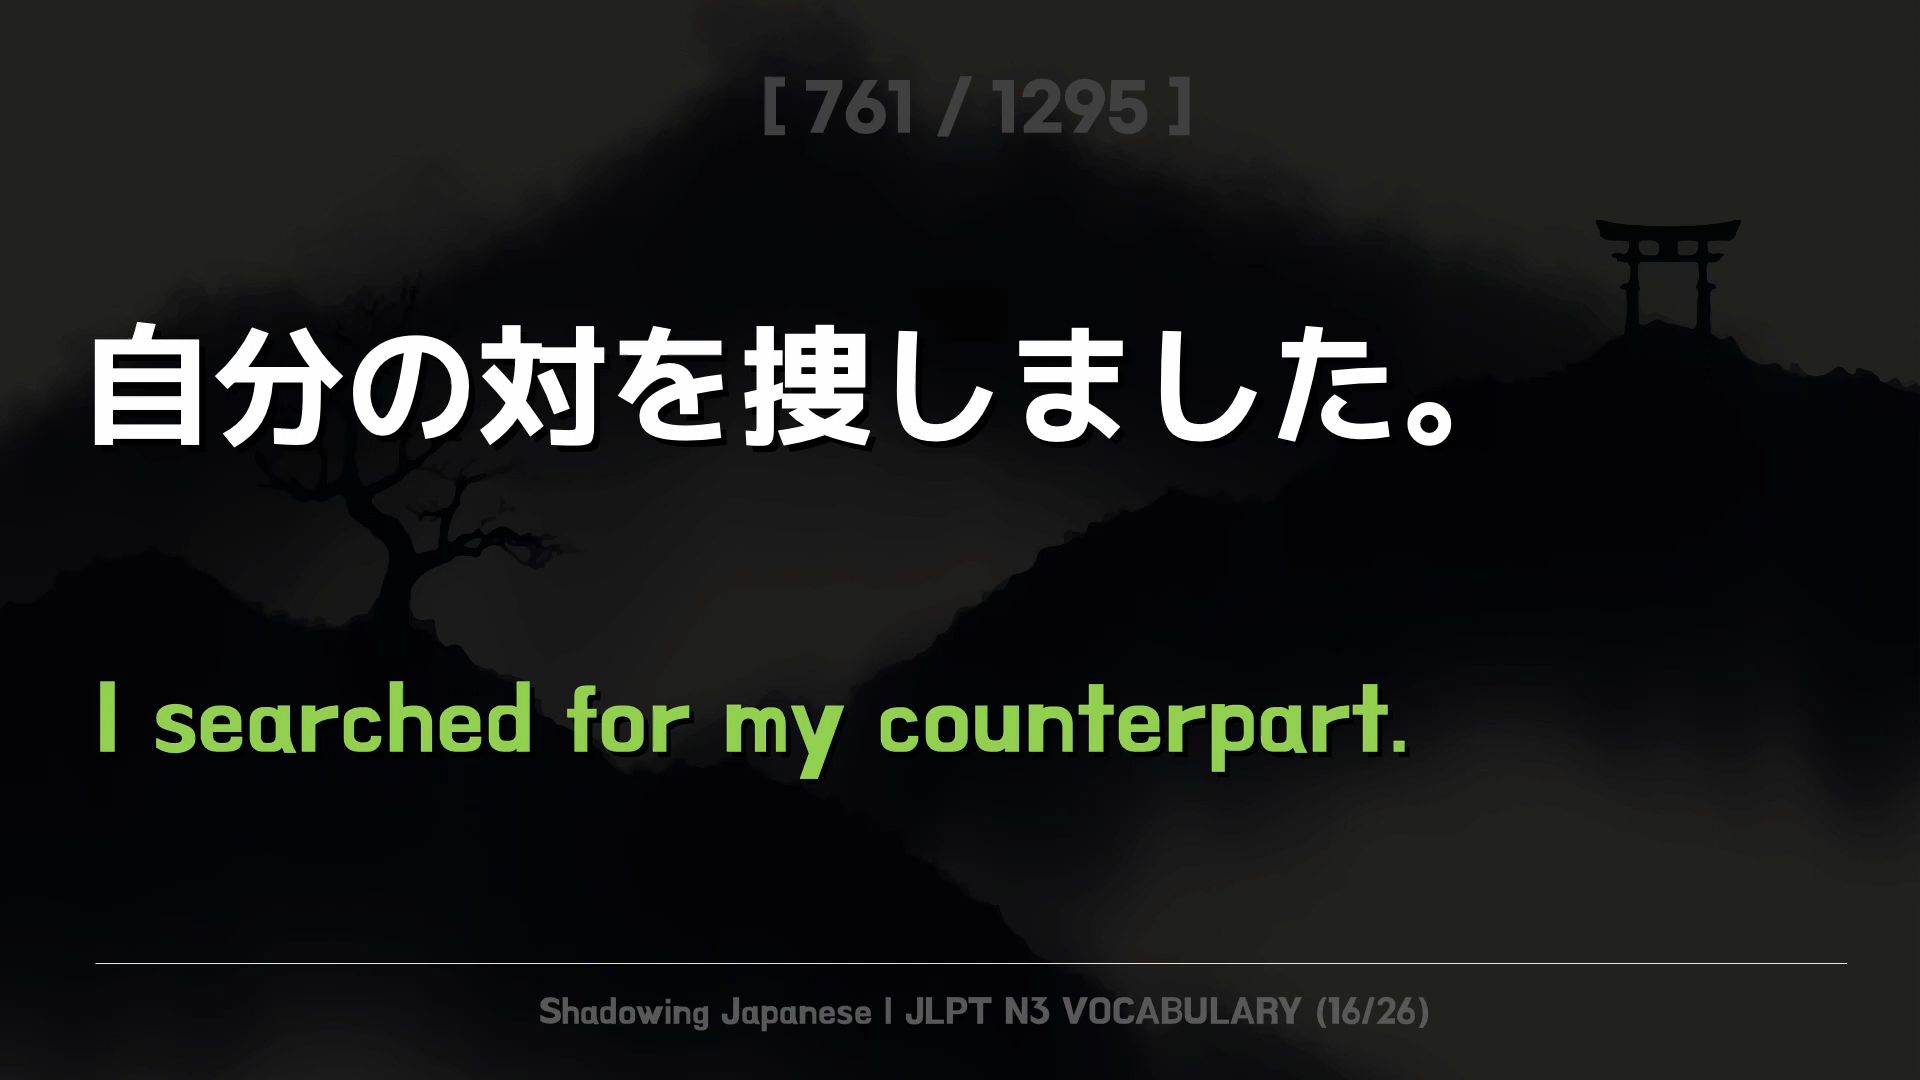 [ 761 / 1295 ]
自分の対を捜しました。
I searched for my counterpart.
Shadowing Japanese | JLPT N3 VOCABULARY (16/26)